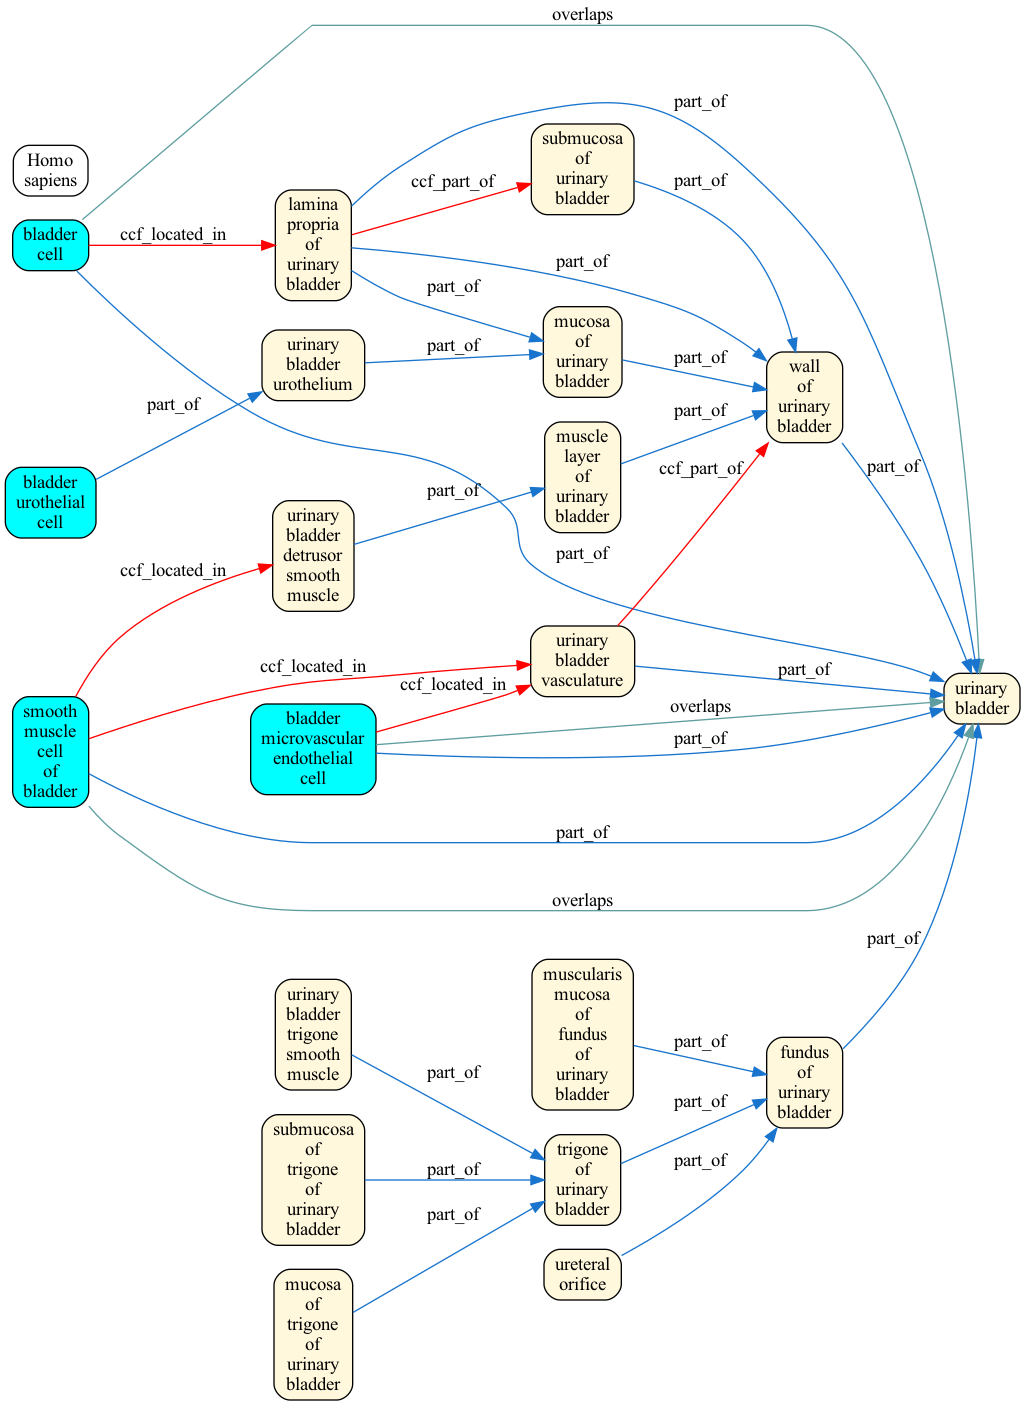 overlaps
part_of
Homo
sapiens
submucosa
of
urinary
bladder
ccf_part_of
part_of
bladder
cell
ccf_located_in
lamina
propria
of
urinary
bladder
part_of
part_of
urinary
bladder
urothelium
part_of
mucosa
of
urinary
bladder
part_of
wall
of
urinary
bladder
part_of
bladder
urothelial
cell
muscle
layer
of
urinary
bladder
part_of
ccf_part_of
part_of
part_of
urinary
bladder
detrusor
smooth
muscle
part_of
ccf_located_in
urinary
bladder
vasculature
ccf_located_in
ccf_located_in
part_of
urinary
bladder
smooth
muscle
cell
of
bladder
bladder
microvascular
endothelial
cell
overlaps
part_of
part_of
overlaps
part_of
urinary
bladder
trigone
smooth
muscle
muscularis
mucosa
of
fundus
of
urinary
bladder
part_of
fundus
of
urinary
bladder
part_of
part_of
submucosa
of
trigone
of
urinary
bladder
part_of
trigone
of
urinary
bladder
part_of
part_of
ureteral
orifice
mucosa
of
trigone
of
urinary
bladder